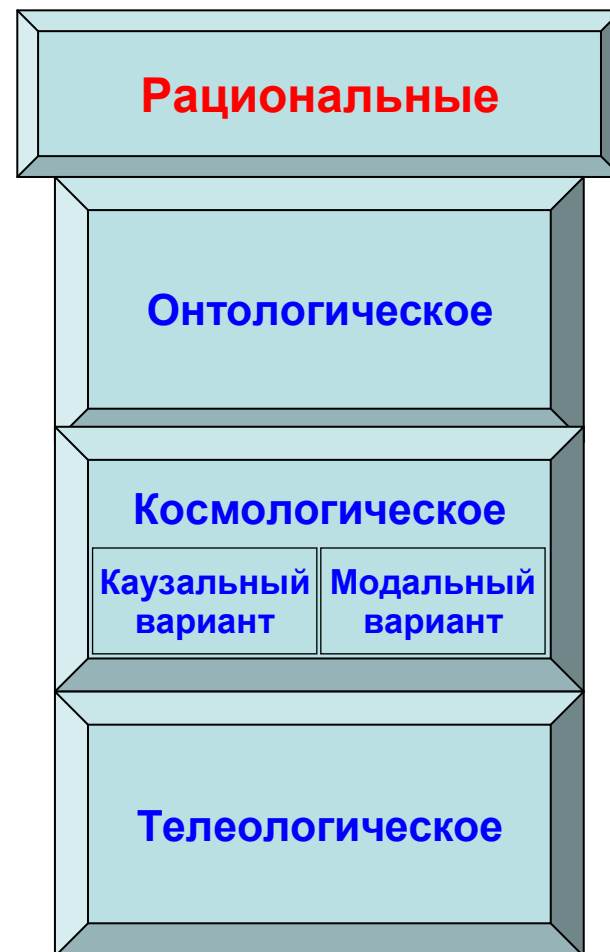 Рациональные
Онтологическое
Космологическое
Каузальный
вариант
Модальный
вариант
Телеологическое